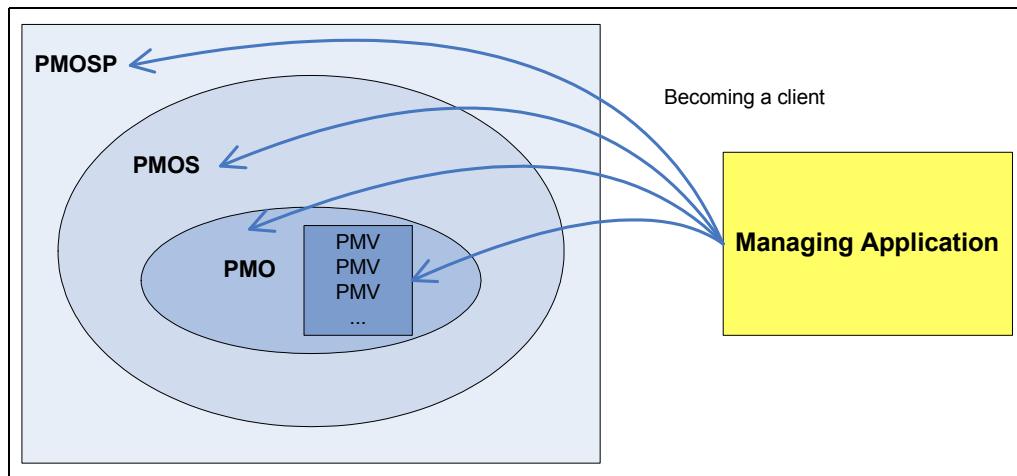 PMOSP
Becoming a client
PMOS
Managing Application
PMO
PMV
PMV
PMV
...